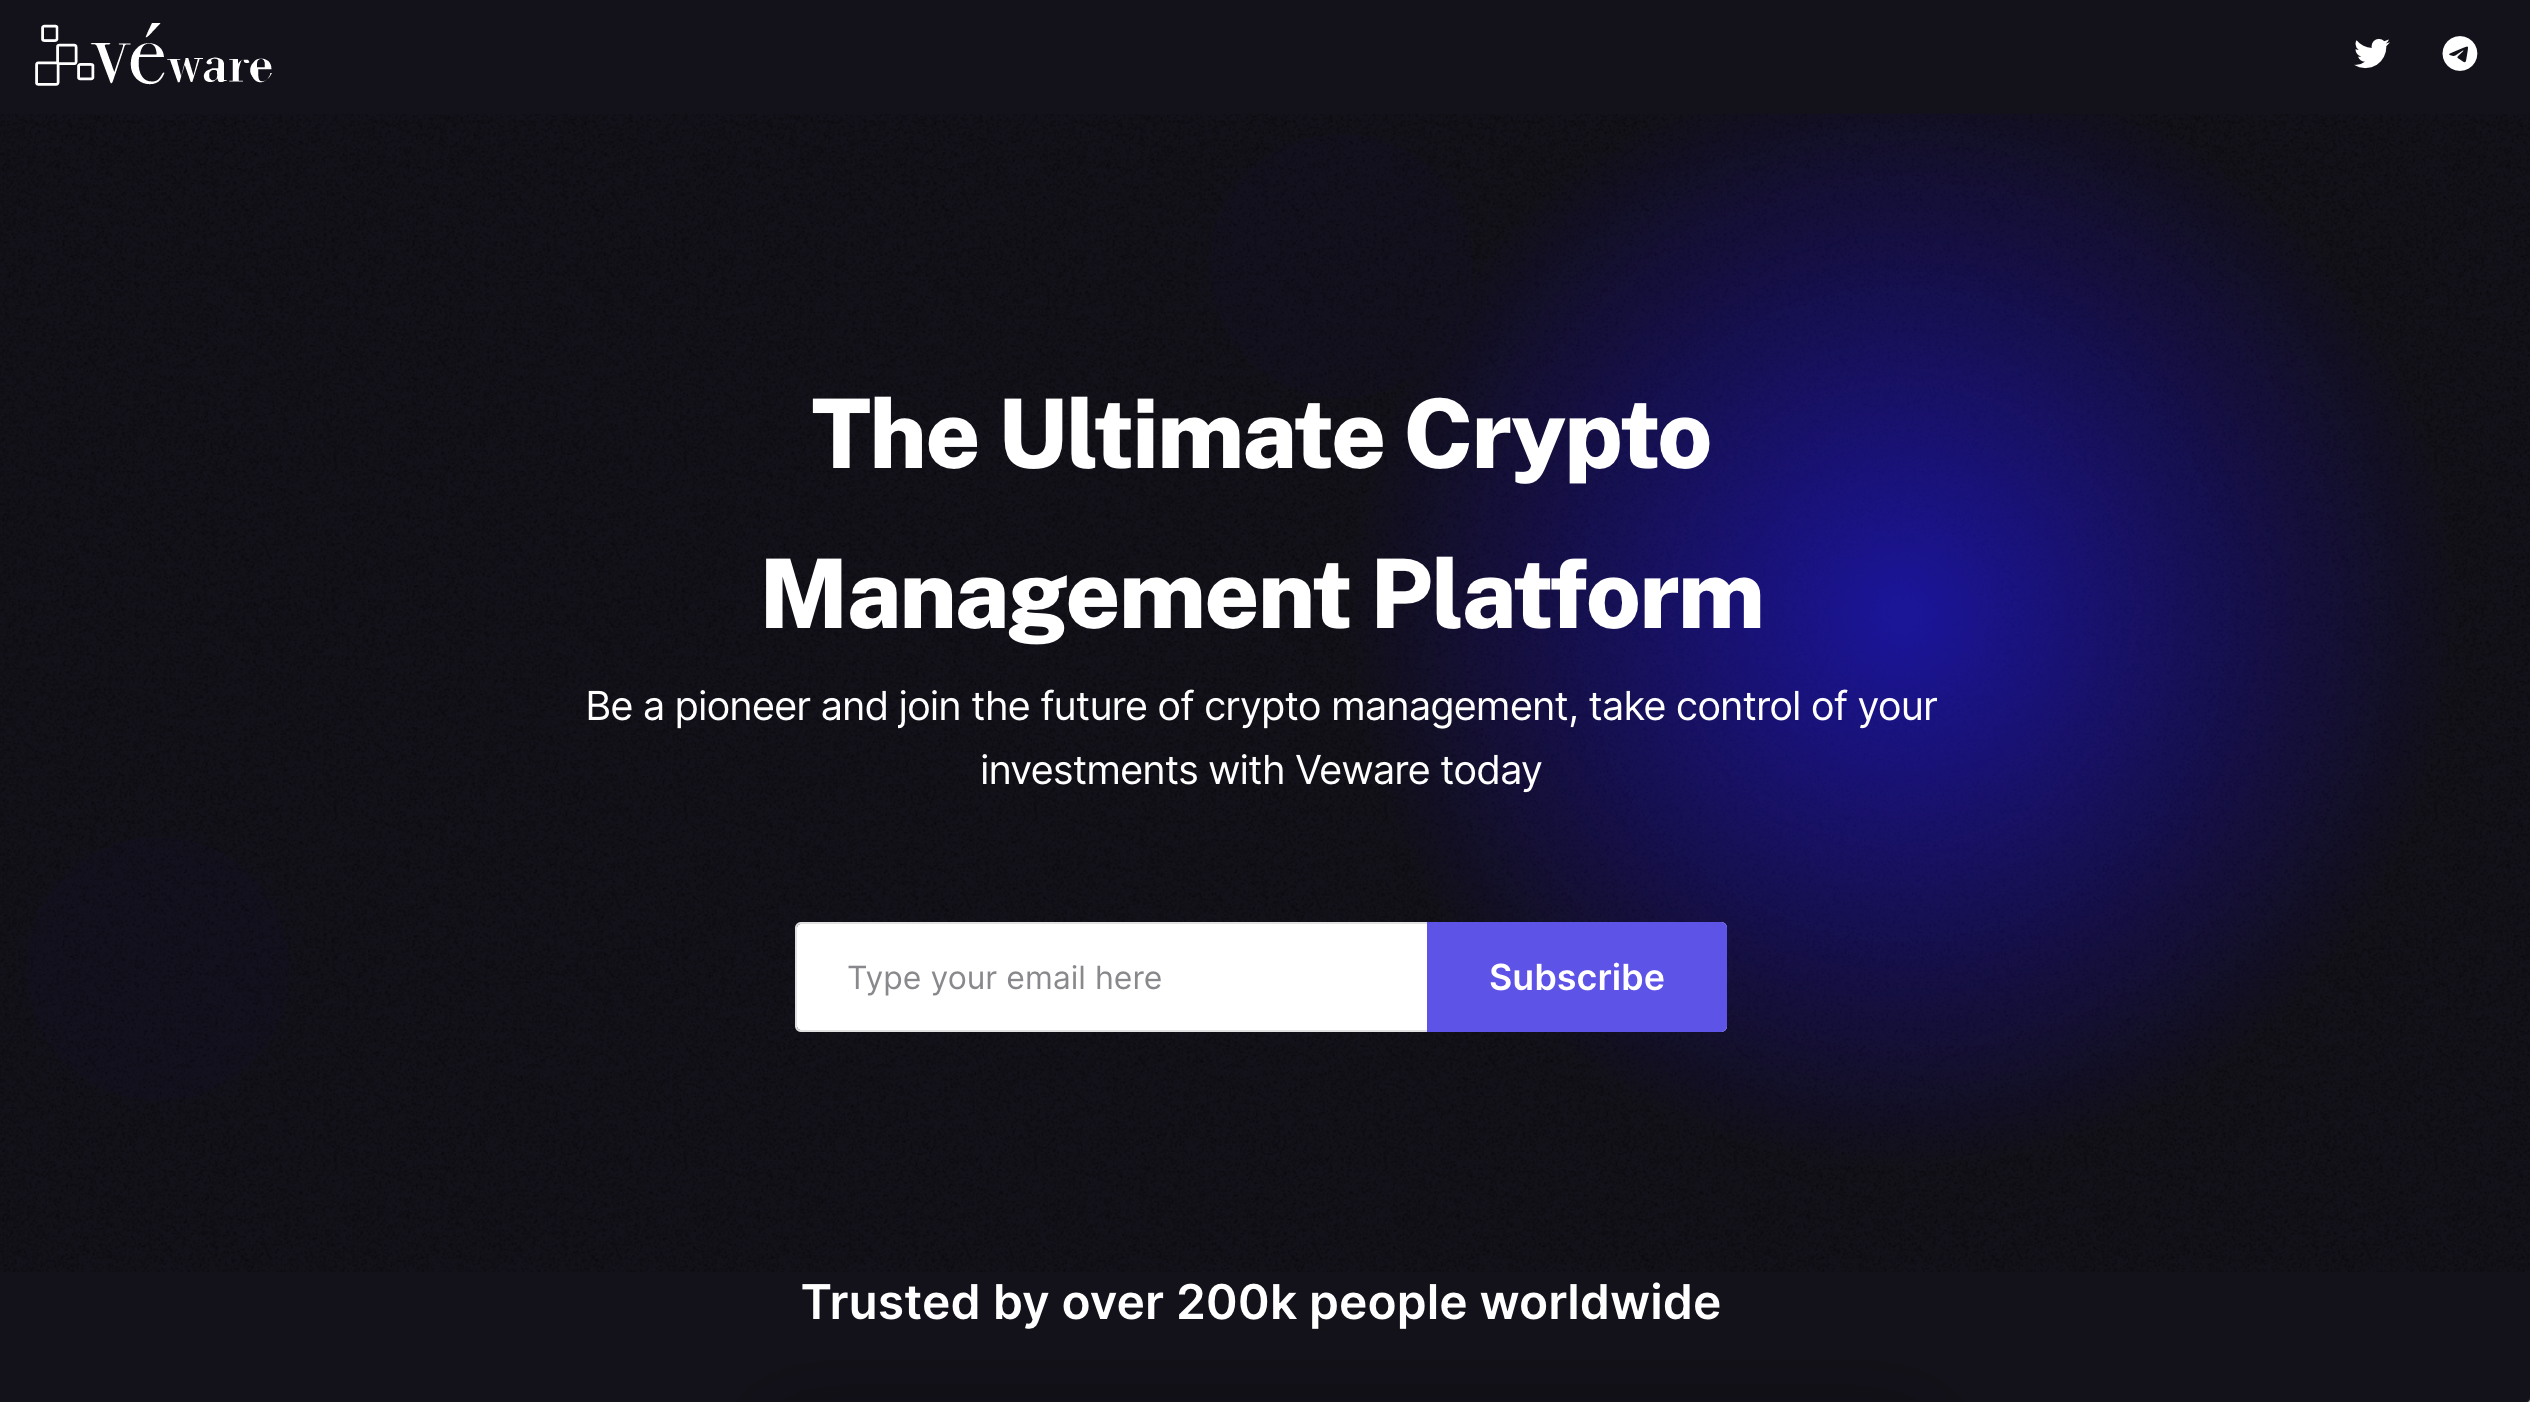 Véware
The Ultimate Crypto
Management Platform
Be a pioneer and join the future of crypto management, take control of your
investments with Veware today
Type your email here
Subscribe
Trusted by over 200k people worldwide